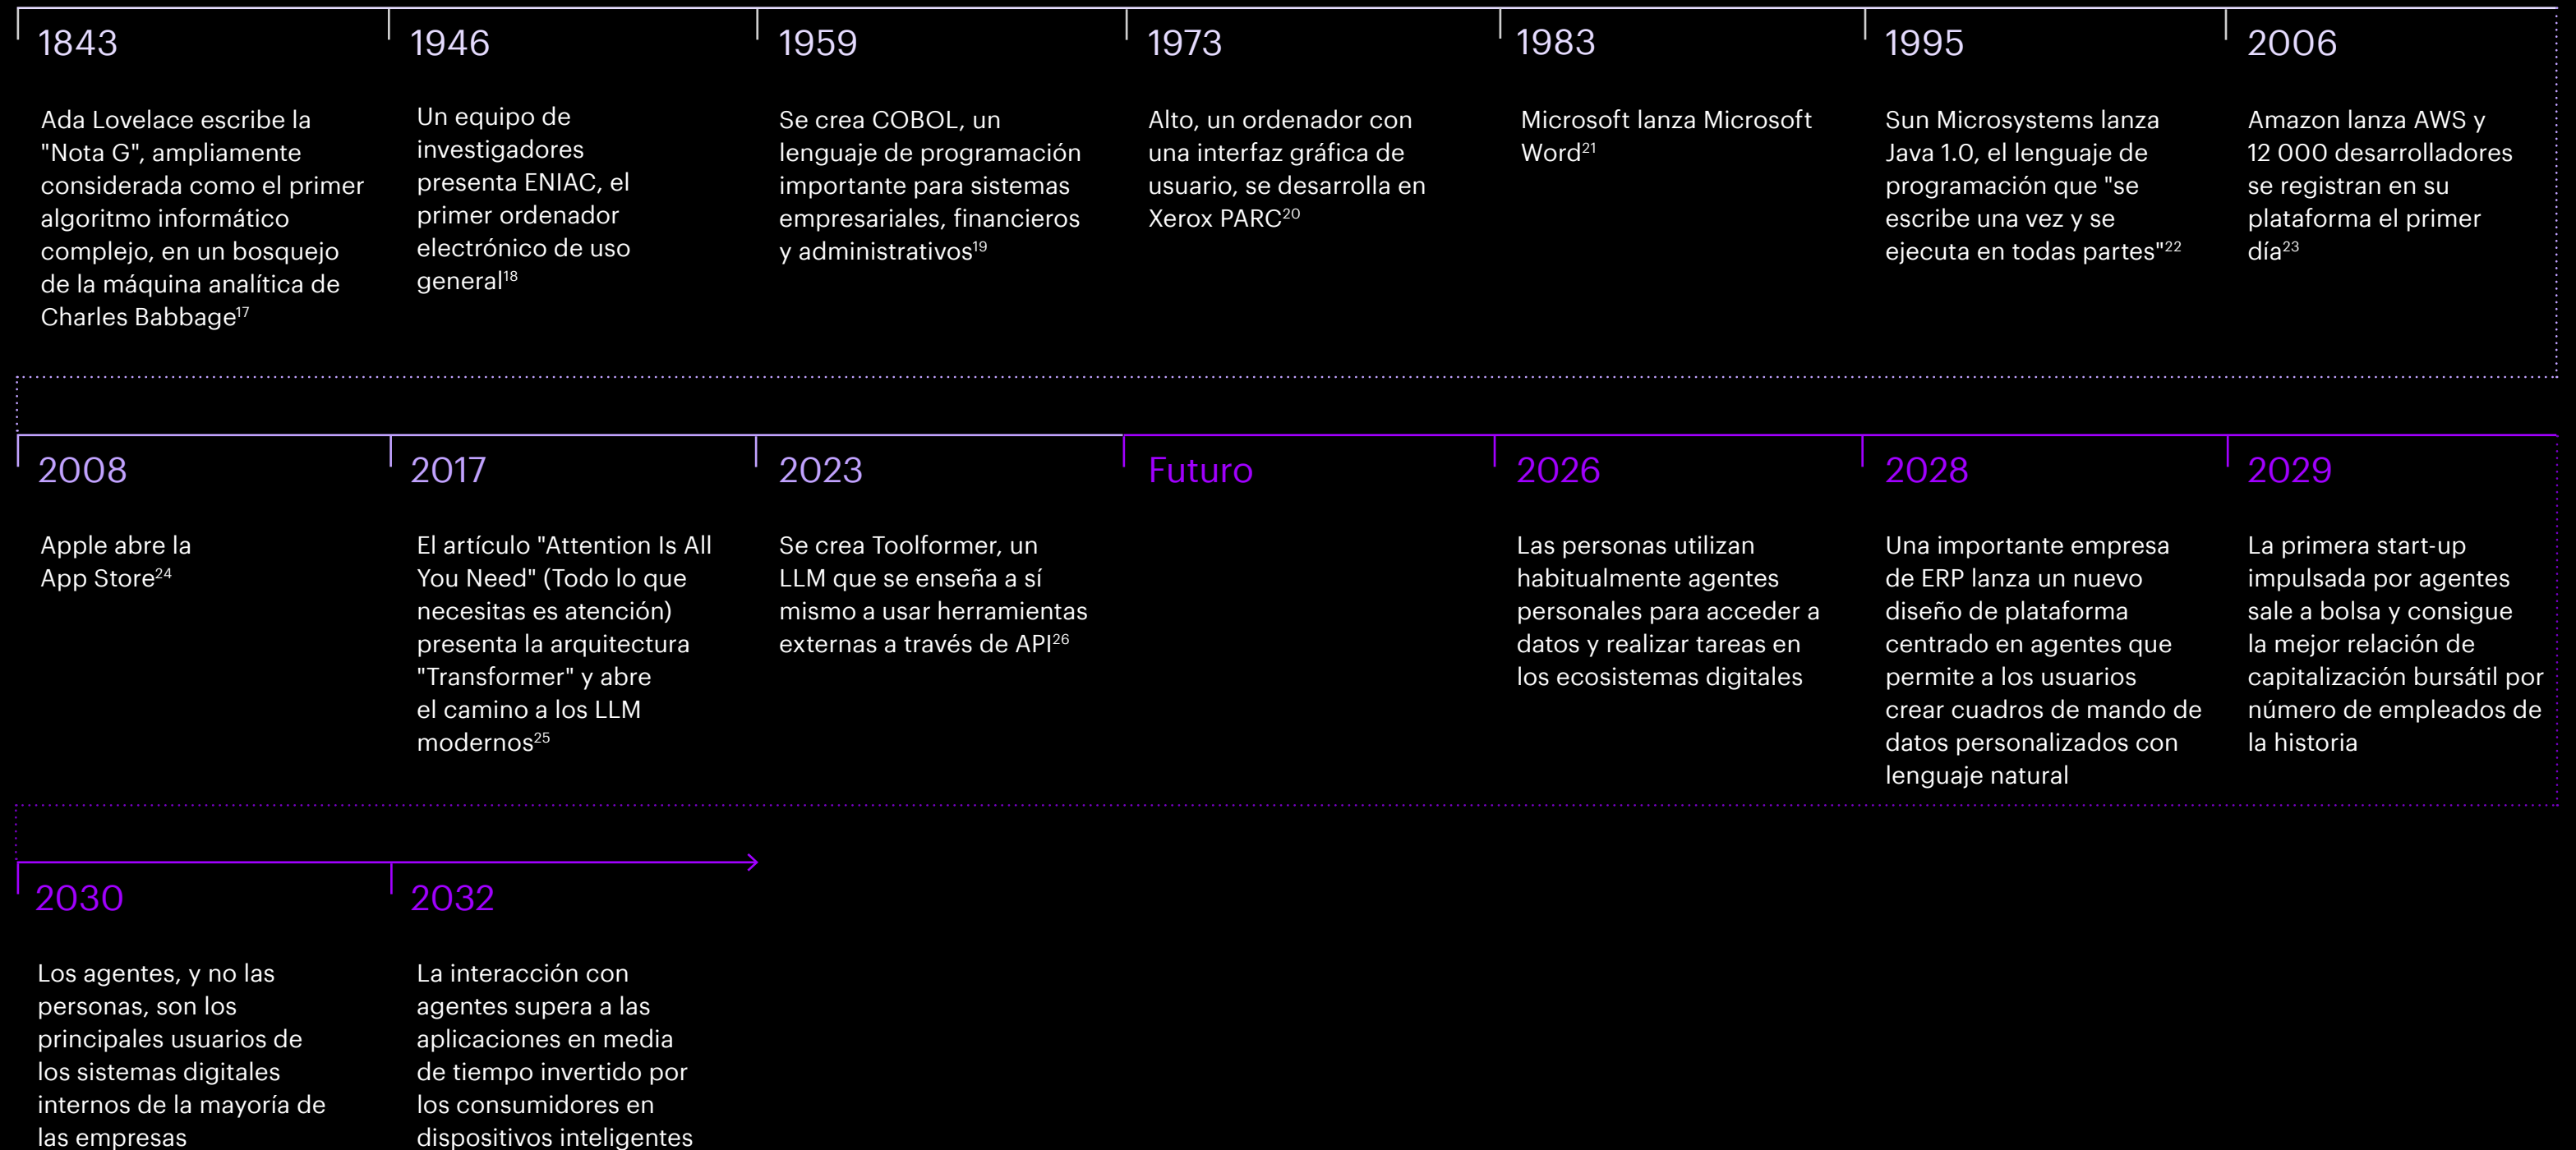 1843
Ada Lovelace escribe la
"Nota G", ampliamente
considerada como el primer
algoritmo informático
complejo, en un bosquejo
de la máquina analítica de
Charles Babbage17
1946
Un equipo de
investigadores
presenta ENIAC, el
primer ordenador
electrónico de uso
general18
1959
Se crea COBOL, un
lenguaje de programación
importante para sistemas
empresariales, financieros
y administrativos19
1973
Alto, un ordenador con
una interfaz gráfica de
usuario, se desarrolla en
Xerox PARC20
1983
Microsoft lanza Microsoft
Word21
1995
Sun Microsystems lanza
Java 1.0, el lenguaje de
programación que "se
escribe una vez y se
ejecuta en todas partes"22
2006
Amazon lanza AWS y
12 000 desarrolladores
se registran en su
plataforma el primer
día23
2008
Apple abre la
App Store24
2017
El artículo "Attention Is All
You Need" (Todo lo que
necesitas es atención)
presenta la arquitectura
"Transformer" y abre
el camino a los LLM
modernos25
2023
Se crea Toolformer, un
LLM que se enseña a sí
mismo a usar herramientas
externas a través de API26
Futuro
2026
Las personas utilizan
habitualmente agentes
personales para acceder a
datos y realizar tareas en
los ecosistemas digitales
2028
Una importante empresa
de ERP lanza un nuevo
diseño de plataforma
centrado en agentes que
permite a los usuarios
crear cuadros de mando de
datos personalizados con
lenguaje natural
2029
La primera start-up
impulsada por agentes
sale a bolsa y consigue
la mejor relación de
capitalización bursátil por
número de empleados de
la historia
2030
Los agentes, y no las
personas, son los
principales usuarios de
los sistemas digitales
internos de la mayoría de
las empresas
2032
La interacción con
agentes supera a las
aplicaciones en media
de tiempo invertido por
los consumidores en
dispositivos inteligentes